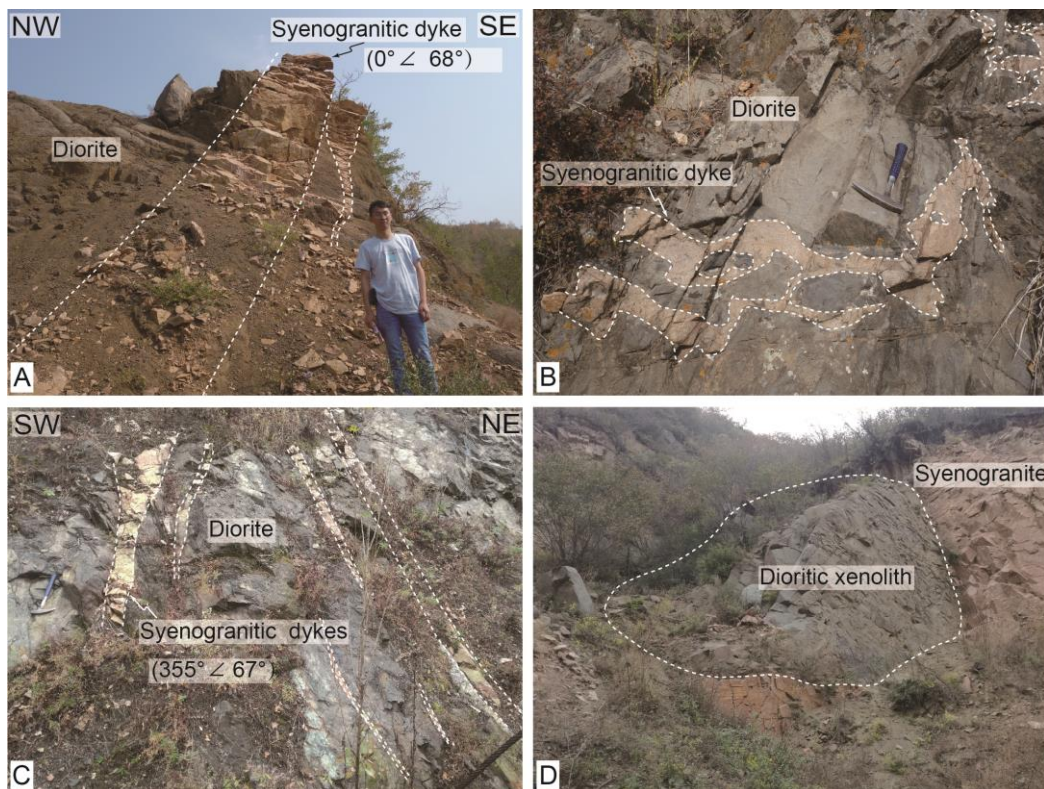 NW
Syenogranitic dyke
(0°∠ 68°)
SE
Diorite
A
Diorite
Syenogranitic dyke
B
SW
NE
Diorite
Syenogranitic dykes
(355°∠ 67°)
C
Syenogranite
Dioritic xenolith
D